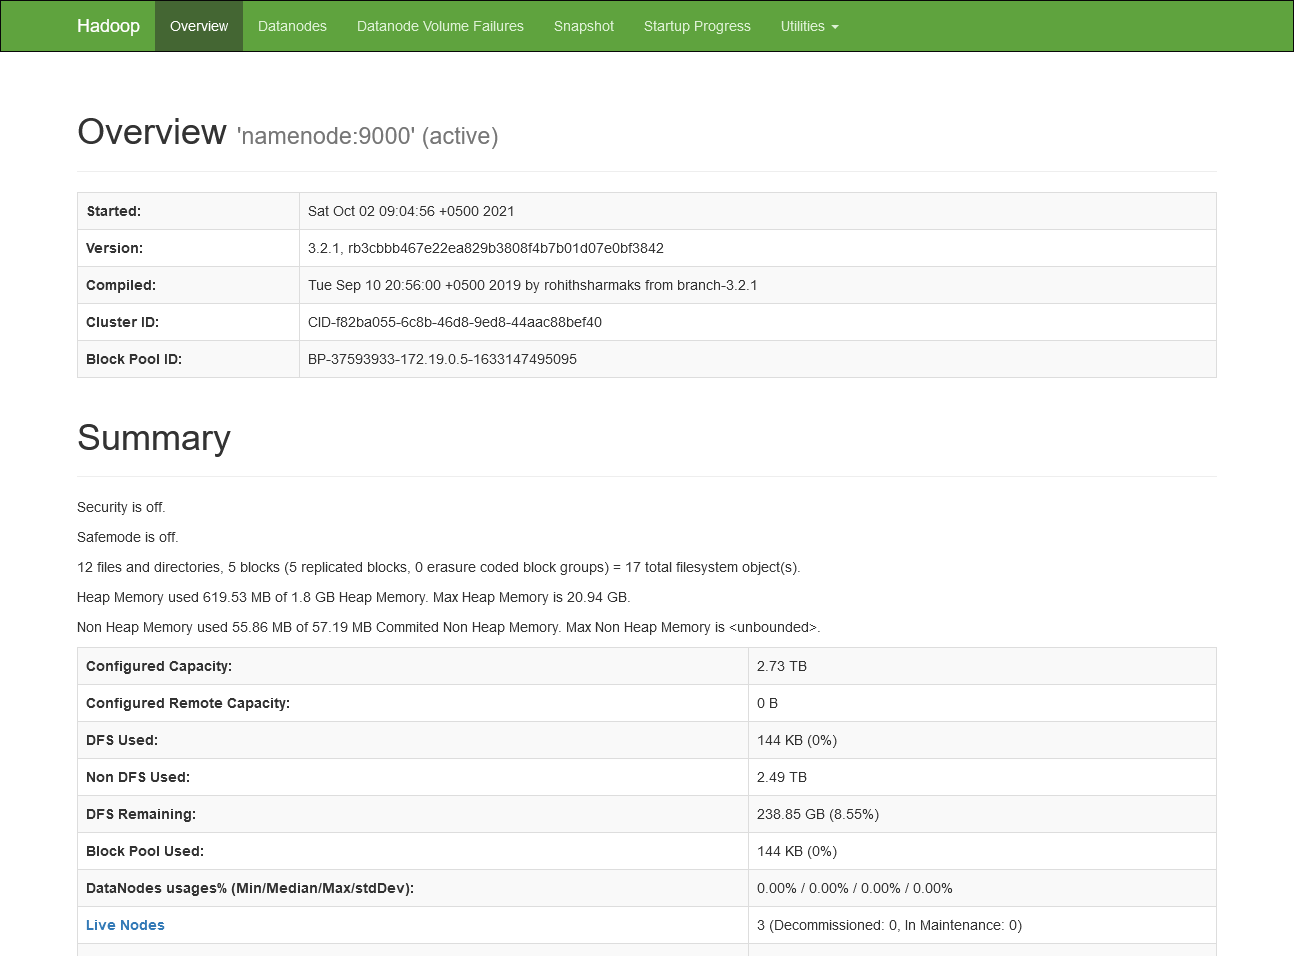 Hadoop Overview Datanodes Datanode Volume Failures Snapshot Startup Progress Utilities
Overview 'namenode:9000' (active)
Started: Sat Oct 02 09:04:56 +0500 2021
Version: 3.2.1, rb3cbbb467e22ea829b3808f4b7b01d07e0bf3842
Compiled: Tue Sep 10 20:56:00 +0500 2019 by rohithsharmaks from branch-3.2.1
Cluster ID: CID-f82ba055-6c8b-46d8-9ed8-44aac88bef40
Block Pool ID: BP-37593933-172.19.0.5-1633147495095
Summary
Security is off.
Safemode is off.
12 files and directories, 5 blocks (5 replicated blocks, 0 erasure coded block groups) = 17 total filesystem object(s).
Heap Memory used 619.53 MB of 1.8 GB Heap Memory. Max Heap Memory is 20.94 GB.
Non Heap Memory used 55.86 MB of 57.19 MB Commited Non Heap Memory. Max Non Heap Memory is <unbounded>.
Configured Capacity: 2.73 TB
Configured Remote Capacity: 0 B
DFS Used: 144 KB (0%)
Non DFS Used: 2.49 TB
DFS Remaining: 238.85 GB (8.55%)
Block Pool Used: 144 KB (0%)
DataNodes usages% (Min/Median/Max/stdDev): 0.00% / 0.00% / 0.00% / 0.00%
Live Nodes 3 (Decommissioned: 0, In Maintenance: 0)